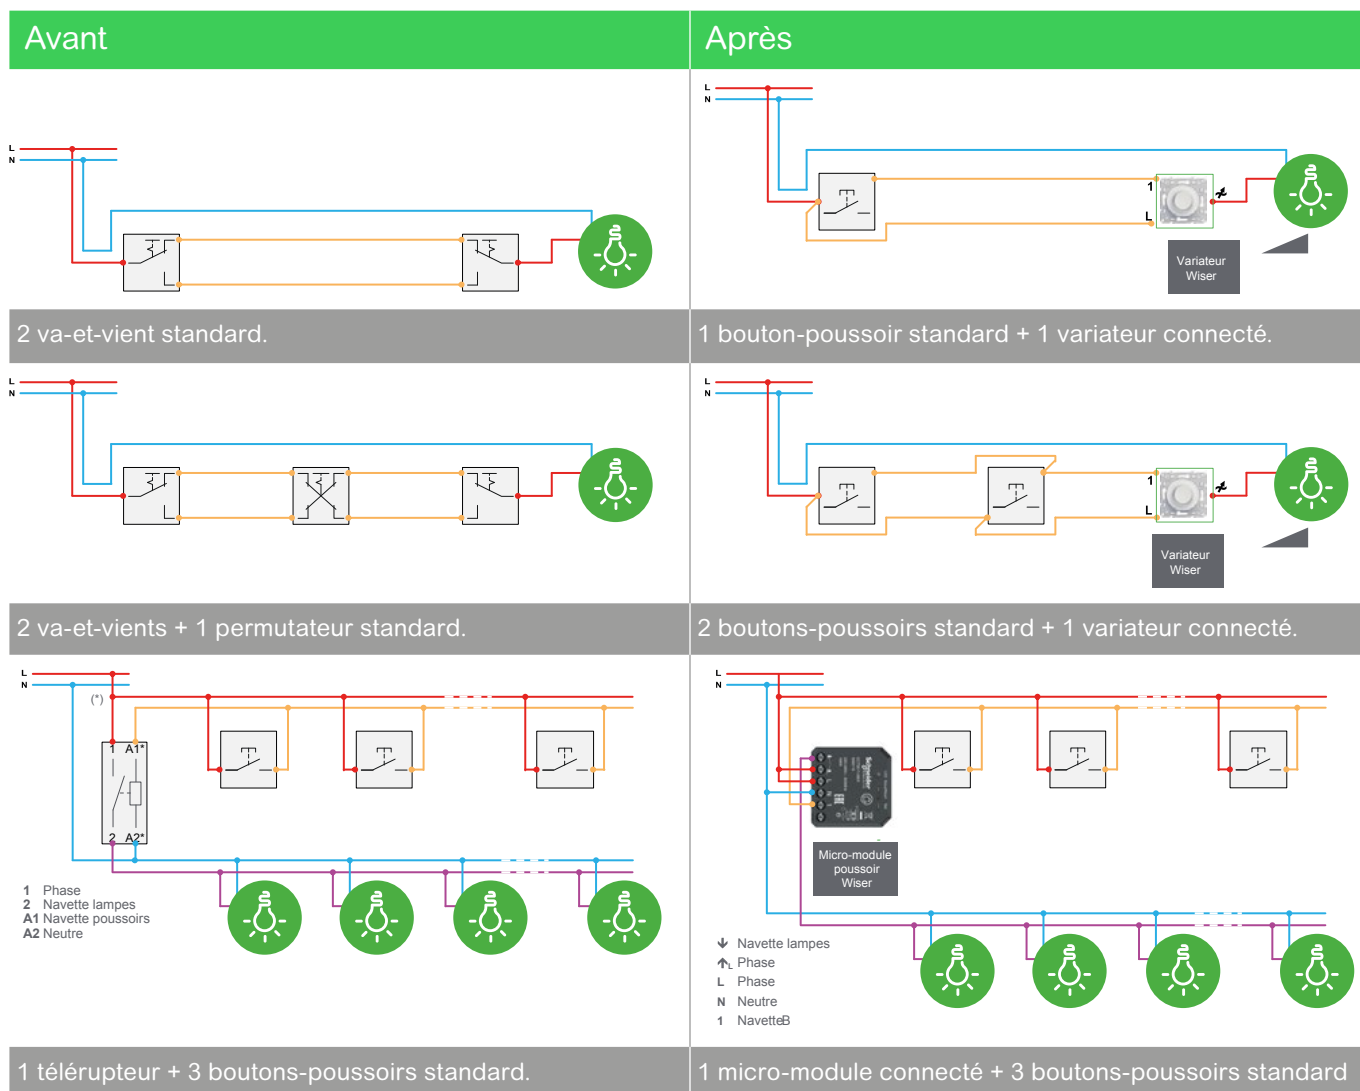 Avant
Après
L
N
L
N
1
L
Variateur
Wiser
2 va-et-vient standard.
1 bouton-poussoir standard + 1 variateur connecté.
L
N
L
N
1
L
Variateur
Wiser
2 va-et-vients + 1 permutateur standard.
2 boutons-poussoirs standard + 1 variateur connecté.
L
N
(*)
1 A1*
2 A2*
1 Phase
2 Navette lampes
A1 Navette poussoirs
A2 Neutre
L
N
Schneider
Micro-module
poussoir
Wiser
Navette lampes
L Phase
L Phase
N Neutre
1 NavetteB
1 télérupteur + 3 boutons-poussoirs standard.
1 micro-module connecté + 3 boutons-poussoirs standard